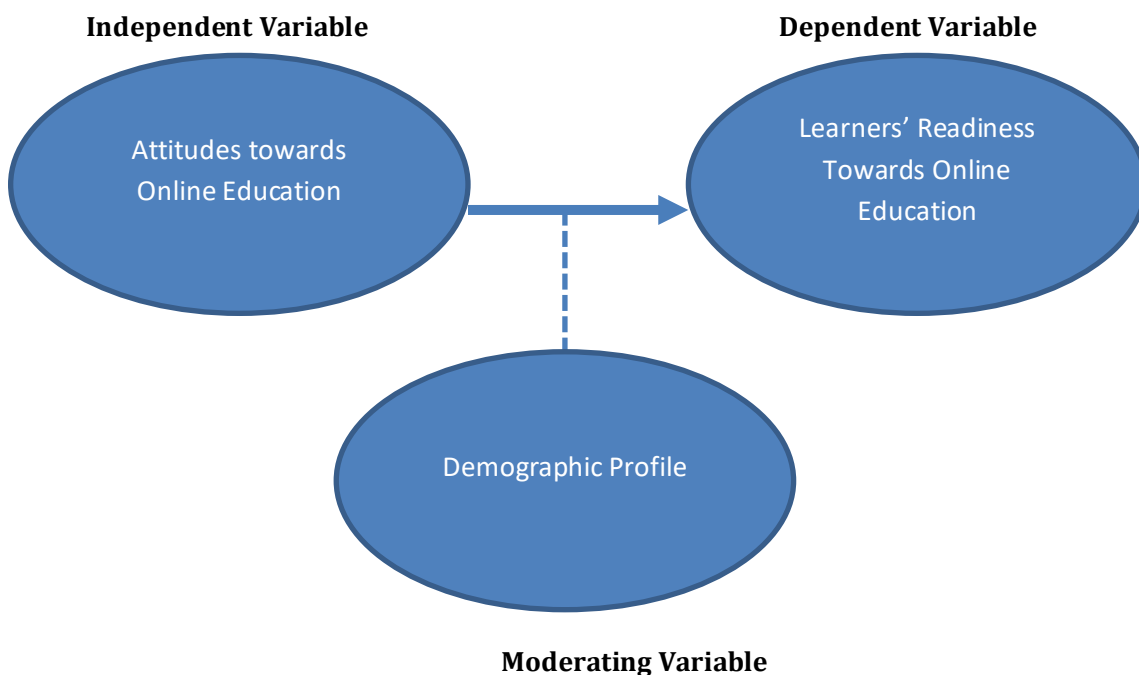 Independent Variable
Dependent Variable
Attitudes towards
Online Education
Learners’ Readiness
Towards Online
Education
Demographic Profile
Moderating Variable